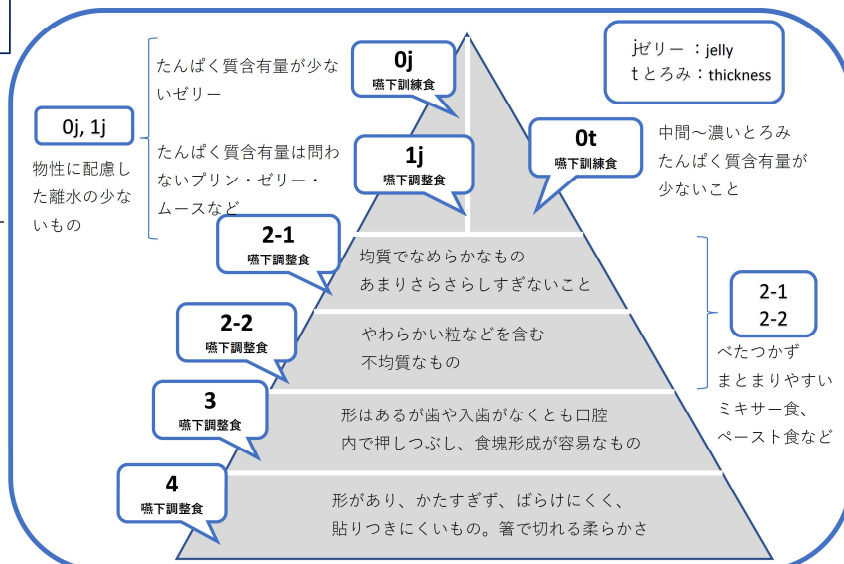 jゼリー ：jelly
tとろみ：thickness
0j
嚥下訓練食
たんぱく質含有量が少な
いゼリー
0j, 1j
物性に配慮し
た離水の少な
いもの
たんぱく質含有量は問わ
ないプリン・ゼリー・
ムースなど
1j
嚥下調整食
0t
嚥下訓練食
中間～濃いとろみ
たんぱく質含有量が
少ないこと
2-1
嚥下調整食
均質でなめらかなもの
あまりさらさらしすぎないこと
2-2
嚥下調整食
やわらかい粒などを含む
不均質なもの
2-1
2-2
べたつかず
まとまりやすい
ミキサー食、
ペースト食など
3
嚥下調整食
形はあるが歯や入歯がなくとも口腔
内で押しつぶし、食塊形成が容易なもの
4
嚥下調整食
形があり、かたすぎず、ばらけにくく、
貼りつきにくいもの。箸で切れる柔らかさ